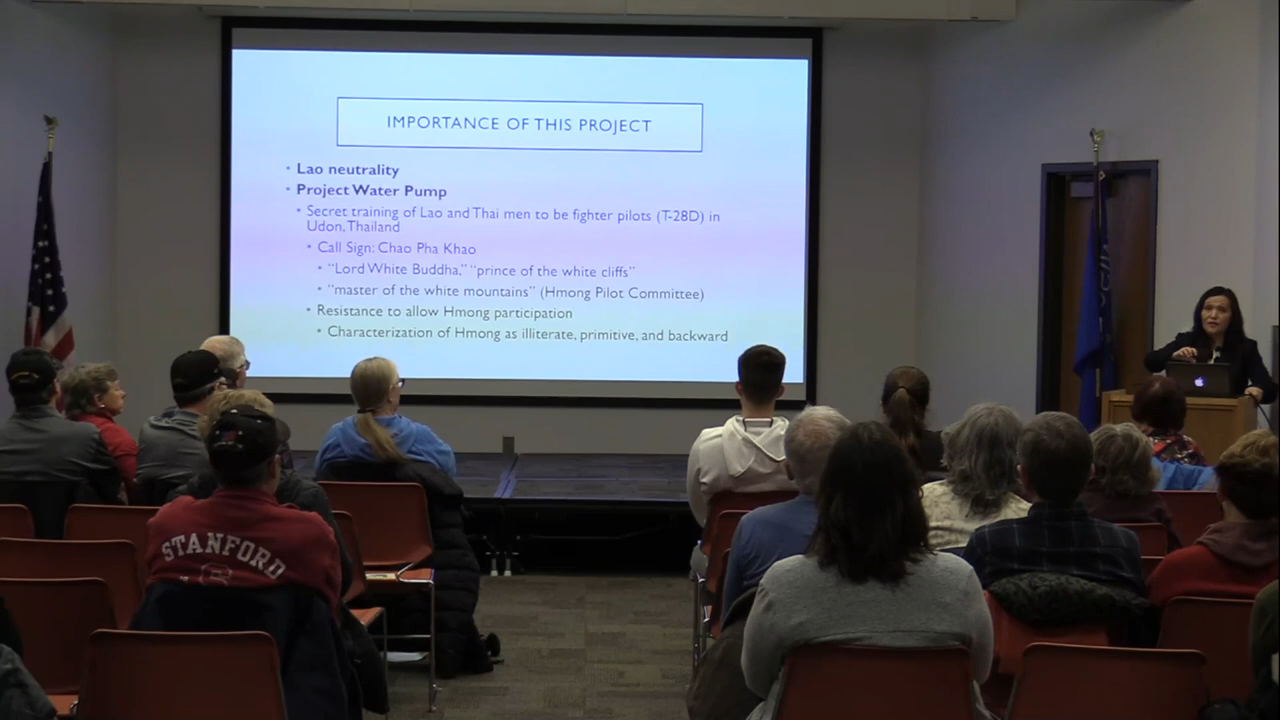 IMPORTANCE OF THIS PROJECT
• Lao neutrality
• Project Water Pump
• Secret training of Lao and Thai men to be fighter pilots (T-28D) in
Udon, Thailand
• Call Sign: Chao Pha Khao
• "Lord White Buddha," "prince of the white cliffs"
• "master of the white mountains" (Hmong Pilot Committee)
• Resistance to allow Hmong participation
• Characterization of Hmong as illiterate, primitive, and backward
STANFORD